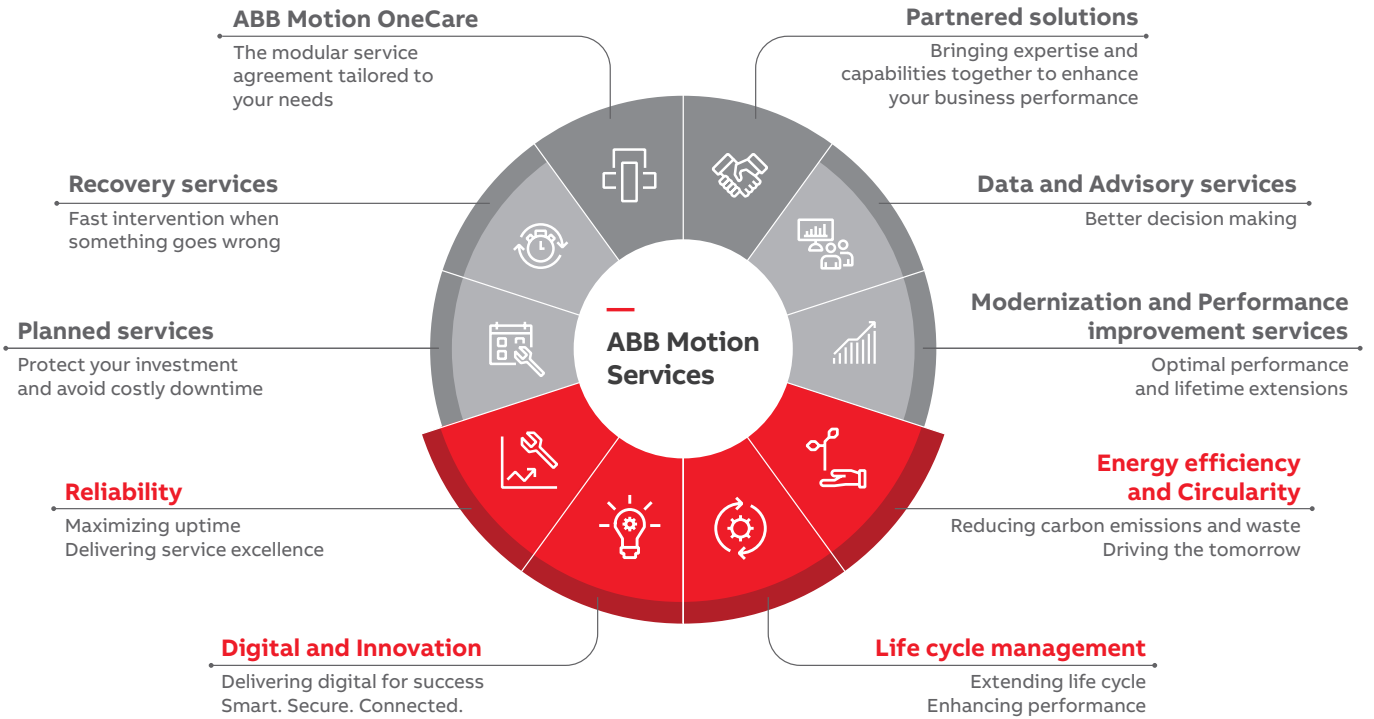 ABB Motion OneCare
The modular service
agreement tailored to
your needs
Partnered solutions
Bringing expertise and
capabilities together to enhance
your business performance
Recovery services
Fast intervention when
something goes wrong
Data and Advisory services
Better decision making
Planned services
Protect your investment
and avoid costly downtime
ABB Motion
Services
Modernization and Performance
improvement services
Optimal performance
and lifetime extensions
Reliability
Maximizing uptime
Delivering service excellence
Energy efficiency
and Circularity
Reducing carbon emissions and waste
Driving the tomorrow
Digital and Innovation
Delivering digital for success
Smart. Secure. Connected.
Life cycle management
Extending life cycle
Enhancing performance